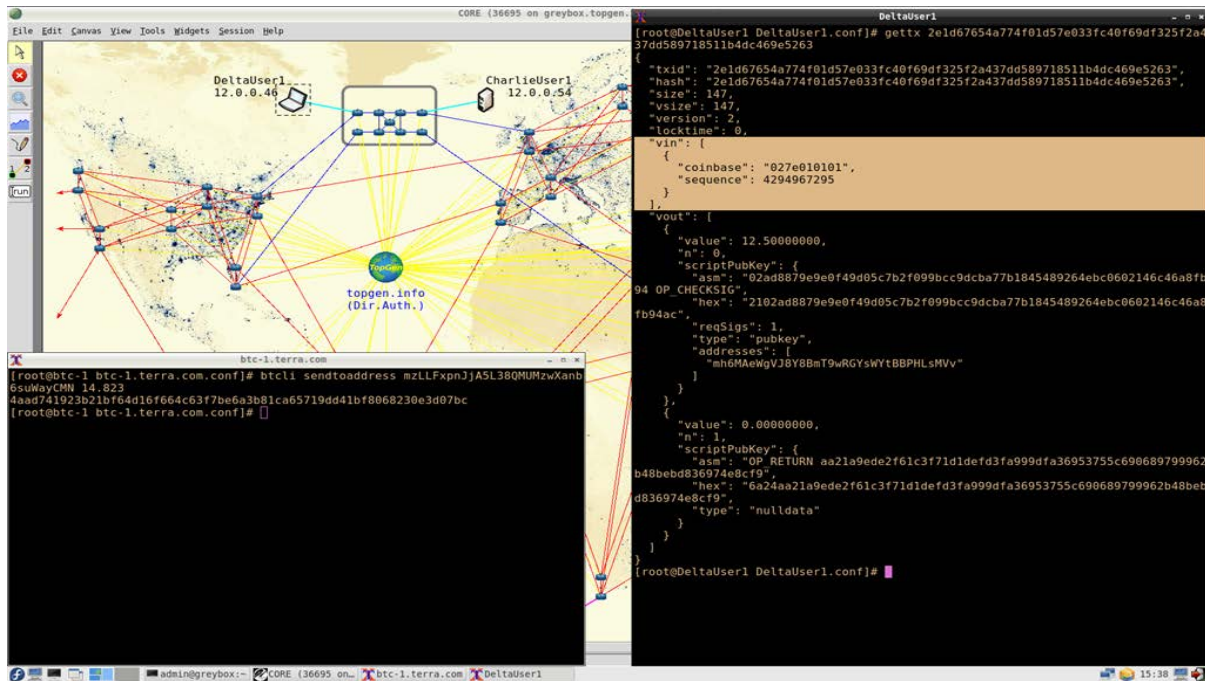 CORE (36695 on greybox.topgen.
File Edit Canvas View Tools Widgets Session Help
DeltaUser1
12.0.0.46
CharlieUser1
12.0.0.54
TopGen
topgen.info
(Dir.Auth.)
1 2
run
btc-1.terra.com
[root@btc-1 btc-1.terra.com.conf]# btcli sendtoaddress mzLLFxpnJjA5L38QMUMzwXanb
6suWayCMN 14.823
4aad741923b21bf64d16f664c63f7be6a3b81ca65719dd41bf8068230e3d07bc
[root@btc-1 btc-1.terra.com.conf]#
DeltaUser1
[root@DeltaUser1 DeltaUser1.conf]# gettx 2e1d67654a774f01d57e033fc40f69df325f2a4
37dd589718511b4dc469e5263
{
"txid": "2e1d67654a774f01d57e033fc40f69df325f2a437dd589718511b4dc469e5263",
"hash": "2e1d67654a774f01d57e033fc40f69df325f2a437dd589718511b4dc469e5263",
"size": 147,
"vsize": 147,
"version": 2,
"locktime": 0,
"vin": [
{
"coinbase": "027e010101",
"sequence": 4294967295
}
],
"vout": [
{
"value": 12.50000000,
"n": 0,
"scriptPubKey": {
"asm": "02ad8879e9e0f49d05c7b2f099bcc9dcba77b1845489264ebc0602146c46a8fb
94 OP_CHECKSIG",
"hex": "2102ad8879e9e0f49d05c7b2f099bcc9dcba77b1845489264ebc0602146c46a8
fb94ac",
"reqSigs": 1,
"type": "pubkey",
"addresses": [
"mh6MAeWgVJ8Y8BmT9wRGYsWYtBBPHLsMVv"
]
}
},
{
"value": 0.00000000,
"n": 1,
"scriptPubKey": {
"asm": "OP_RETURN aa21a9ede2f61c3f71d1defd3fa999dfa36953755c690689799962
b48bebd836974e8cf9",
"hex": "6a24aa21a9ede2f61c3f71d1defd3fa999dfa36953755c690689799962b48beb
d836974e8cf9",
"type": "nulldata"
}
}
]
}
[root@DeltaUser1 DeltaUser1.conf]#
admin@greybox:~
CORE (36695 on…
btc-1.terra.com
DeltaUser1
15:38